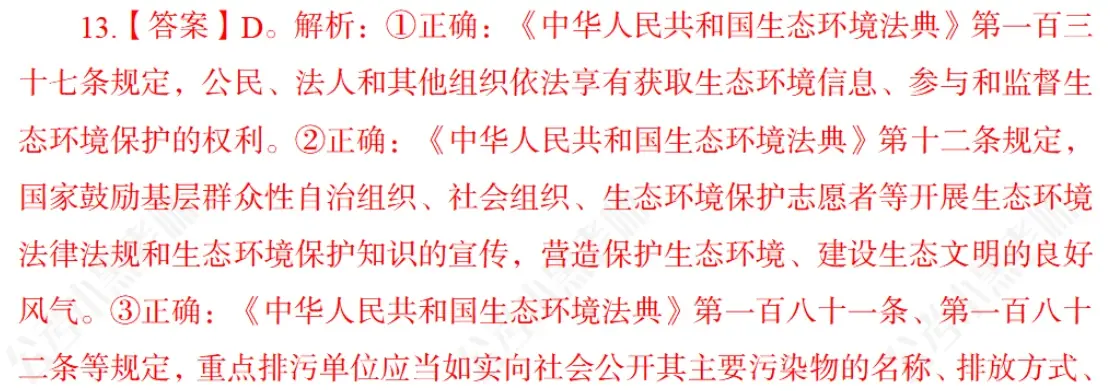 13.【答案】D。解析：①正确：《中华人民共和国生态环境法典》第一百三
十七条规定，公民、法人和其他组织依法享有获取生态环境信息、参与和监督生
态环境保护的权利。②正确：《中华人民共和国生态环境法典》第十二条规定，
国家鼓励基层群众性自治组织、社会组织、生态环境保护志愿者等开展生态环境
法律法规和生态环境保护知识的宣传，营造保护生态环境、建设生态文明的良好
风气。③正确：《中华人民共和国生态环境法典》第一百八十一条、第一百八十
二条等规定，重点排污单位应当如实向社会公开其主要污染物的名称、排放方式、